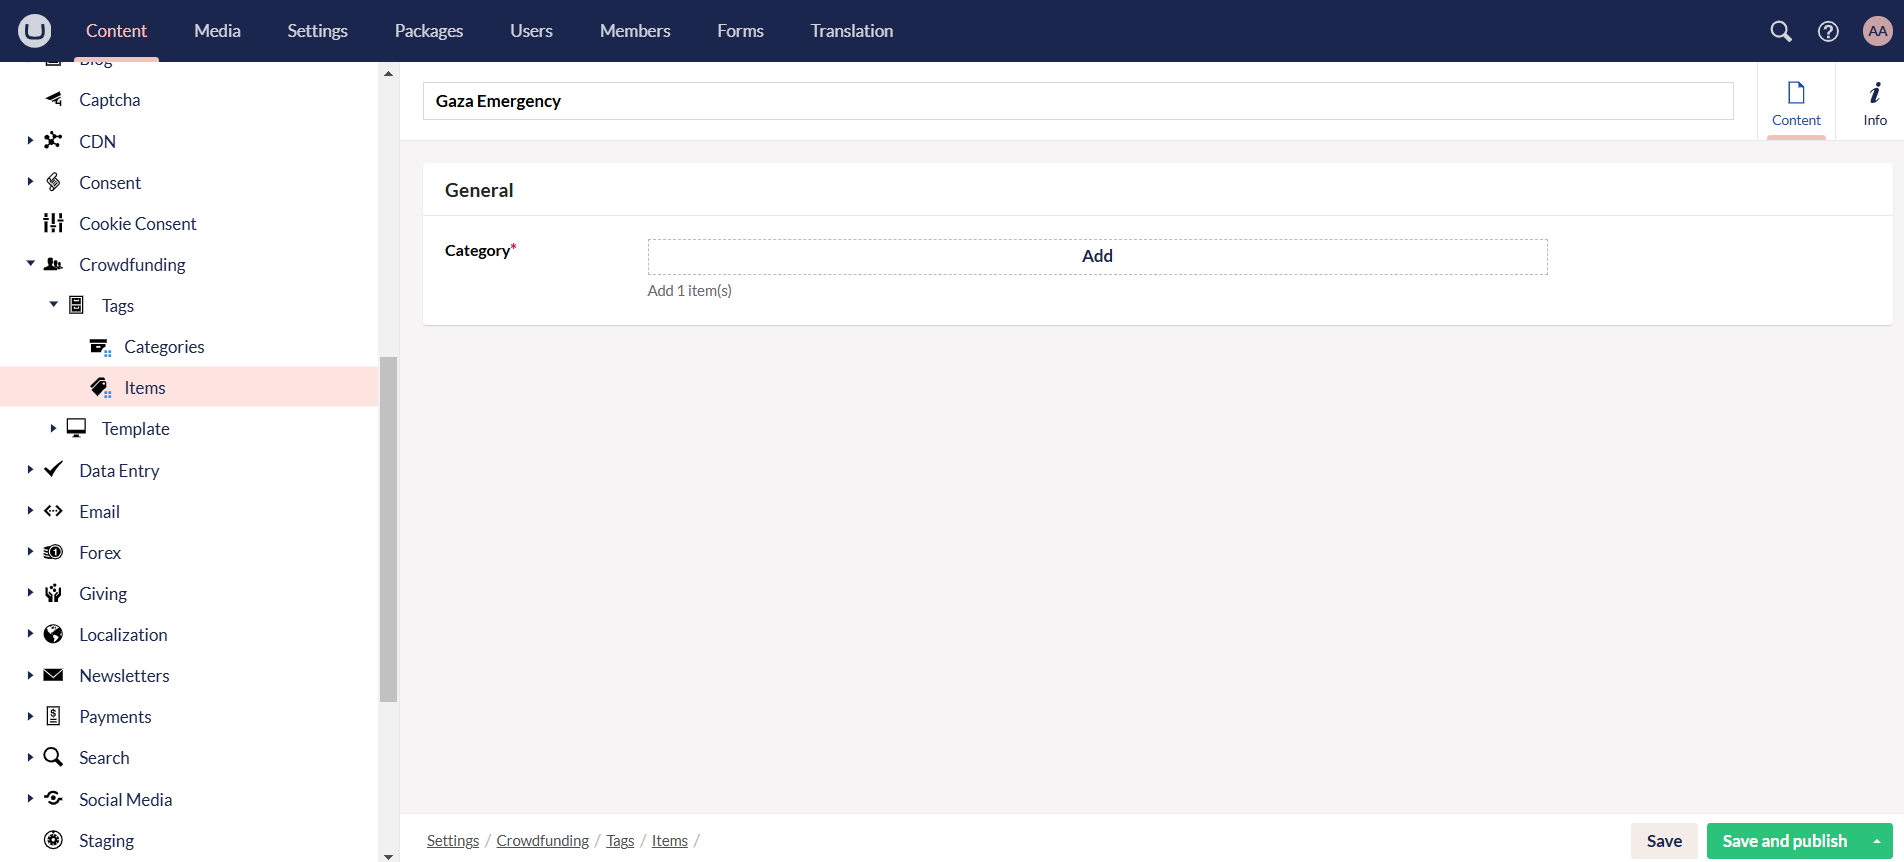 Content Media Settings Packages Users Members Forms Translation AA
Blog
Captcha
CDN
Consent
Cookie Consent
Crowdfunding
Tags
Categories
Items
Template
Data Entry
Email
Forex
Giving
Localization
Newsletters
Payments
Search
Social Media
Staging
Gaza Emergency
Content
Info
General
Category*
Add
Add 1 item(s)
Settings / Crowdfunding / Tags / Items /
Save
Save and publish